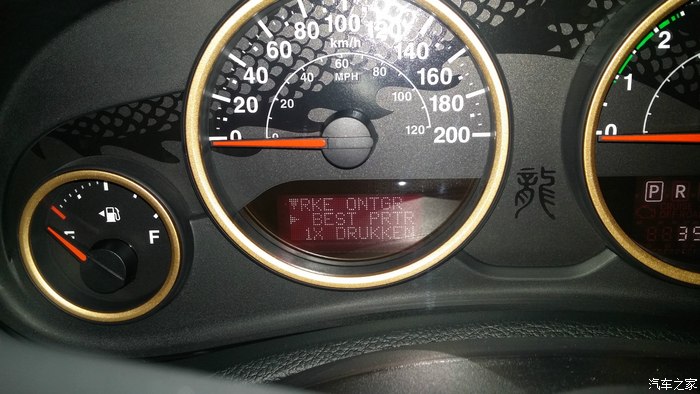 0
20
40
60
80
100
120
140
160
180
200
km/h
0
20
40
60
MPH
80
100
120
▼RKE ONTGR
► BEST PRTR
1X DRUKKEN
F
龍
0
1
2
P R
汽车之家